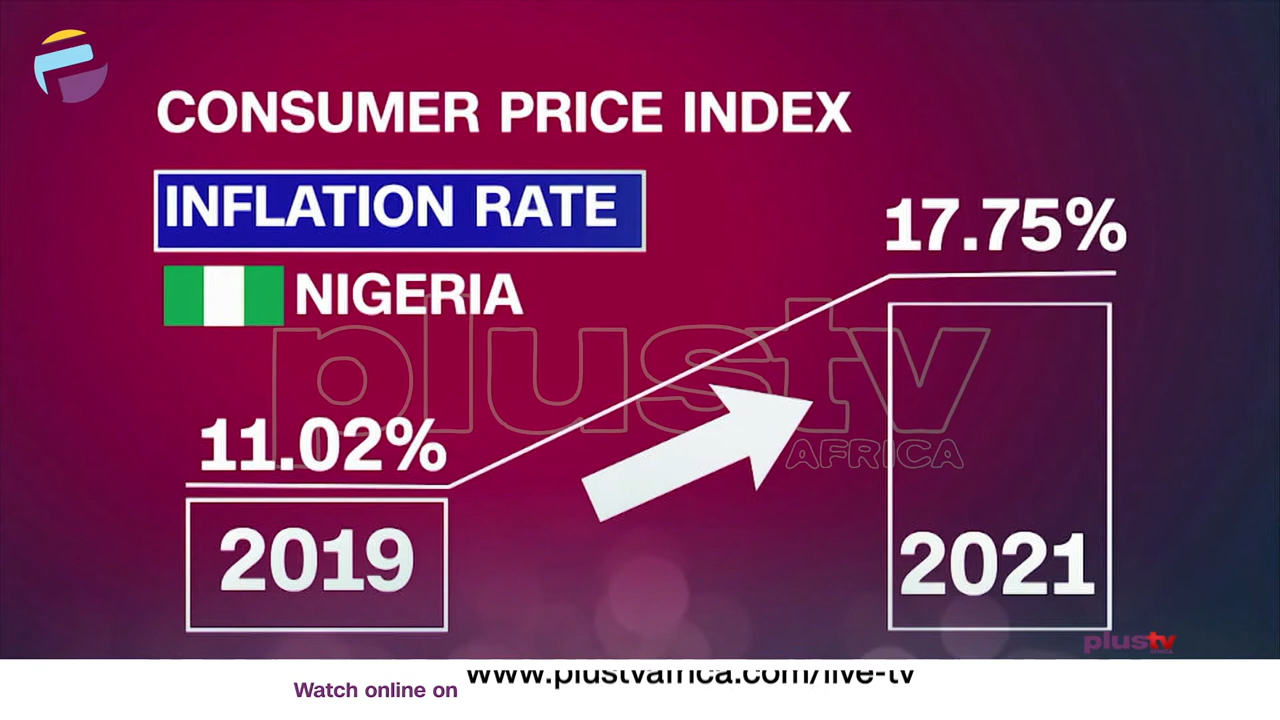 CONSUMER PRICE INDEX
INFLATION RATE
NIGERIA
17.75%
11.02%
2019
2021
plustv
AFRICA
plustv
AFRICA
Watch online on www.plustvafrica.com/live-tv